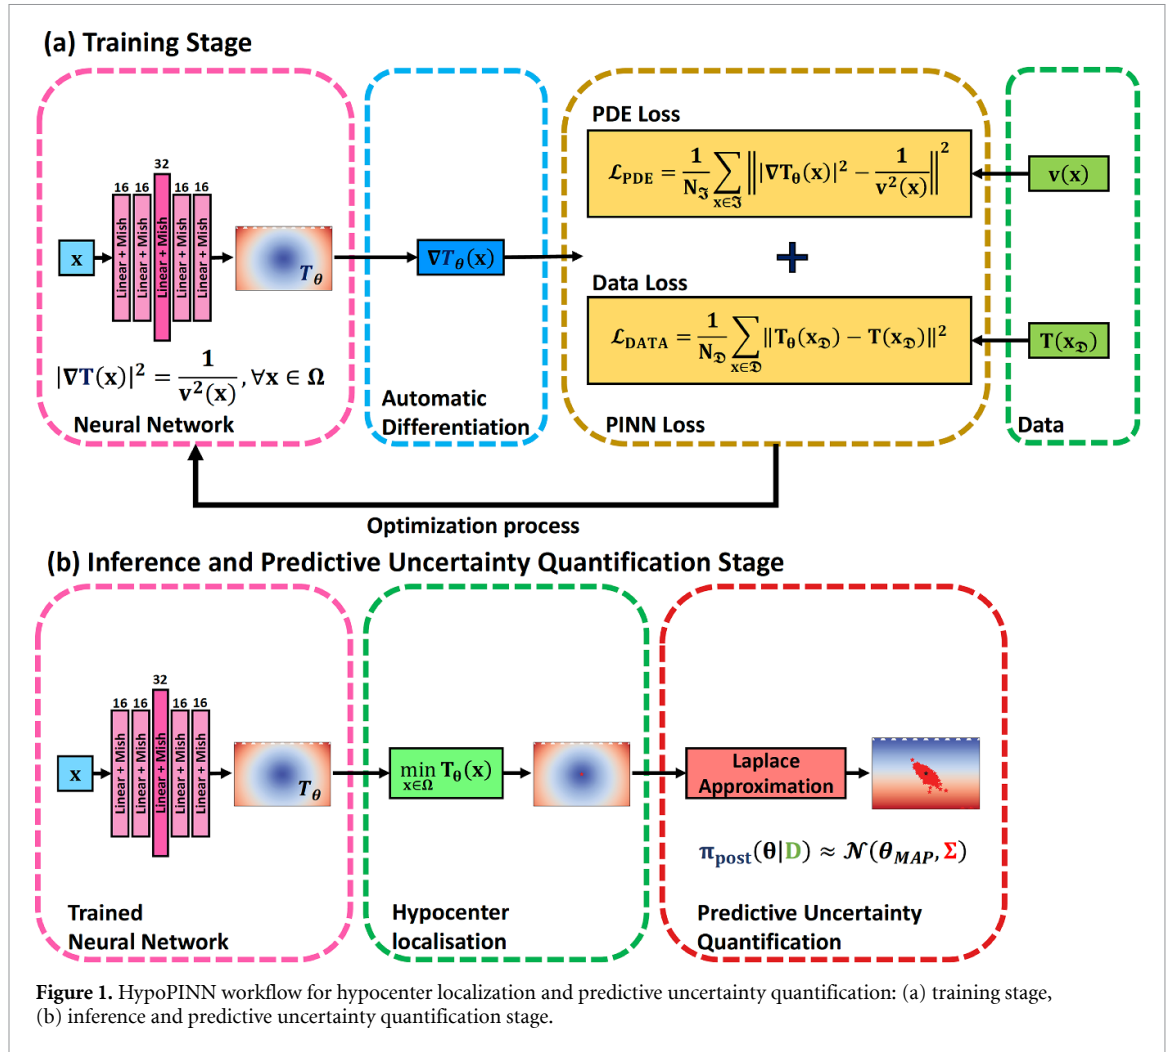 (a) Training Stage
16 16 32 16 16
x
Linear + Mish
Linear + Mish
Linear + Mish
Linear + Mish
Linear + Mish
T_θ
|∇T(x)|² = 1/v²(x), ∀x ∈ Ω
Neural Network
∇T_θ(x)
Automatic
Differentiation
PDE Loss
ℒ_PDE = 1/N_ℑ ∑_{x∈ℑ} ‖|∇T_θ(x)|² − 1/v²(x)‖²
+
Data Loss
ℒ_DATA = 1/N_𝔇 ∑_{x∈𝔇} ‖T_θ(x_𝔇) − T(x_𝔇)‖²
PINN Loss
v(x)
T(x_𝔇)
Data
Optimization process
(b) Inference and Predictive Uncertainty Quantification Stage
16 16 32 16 16
x
Linear + Mish
Linear + Mish
Linear + Mish
Linear + Mish
Linear + Mish
T_θ
Trained
Neural Network
min T_θ(x)
x∈Ω
Hypocenter
localisation
Laplace
Approximation
π_post(θ|D) ≈ 𝒩(θ_MAP, Σ)
Predictive Uncertainty
Quantification
Figure 1. HypoPINN workflow for hypocenter localization and predictive uncertainty quantification: (a) training stage,
(b) inference and predictive uncertainty quantification stage.